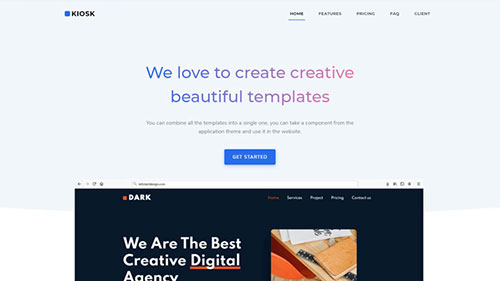 KIOSK
HOME FEATURES PRICING FAQ CLIENT
We love to create creative
beautiful templates
You can combine all the templates into a single one, you can take a component from the
application theme and use it in the website.
GET STARTED
DARK
Home Services Project Pricing Contact us
We Are The Best
Creative Digital
Agency